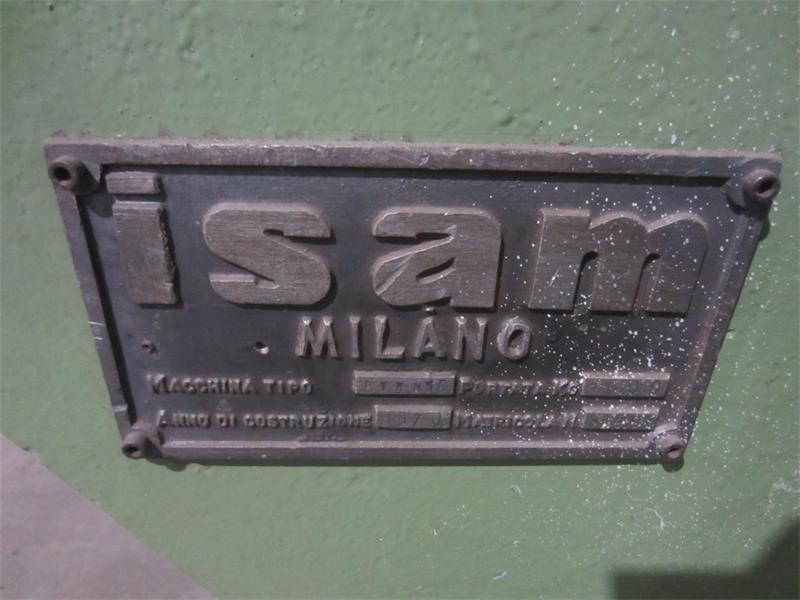 isam
MILANO
MACCHINA TIPO PORTATA KG
ANNO DI COSTRUZIONE MATRICOLA N